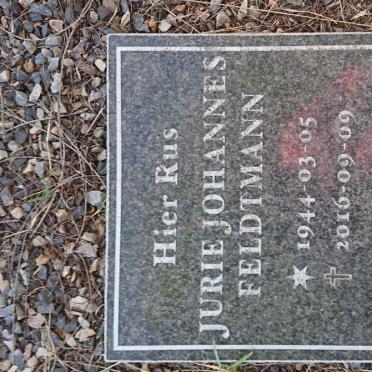 Hier Rus
JURIE JOHANNES
FELDTMANN
1944-03-05
2016-09-09